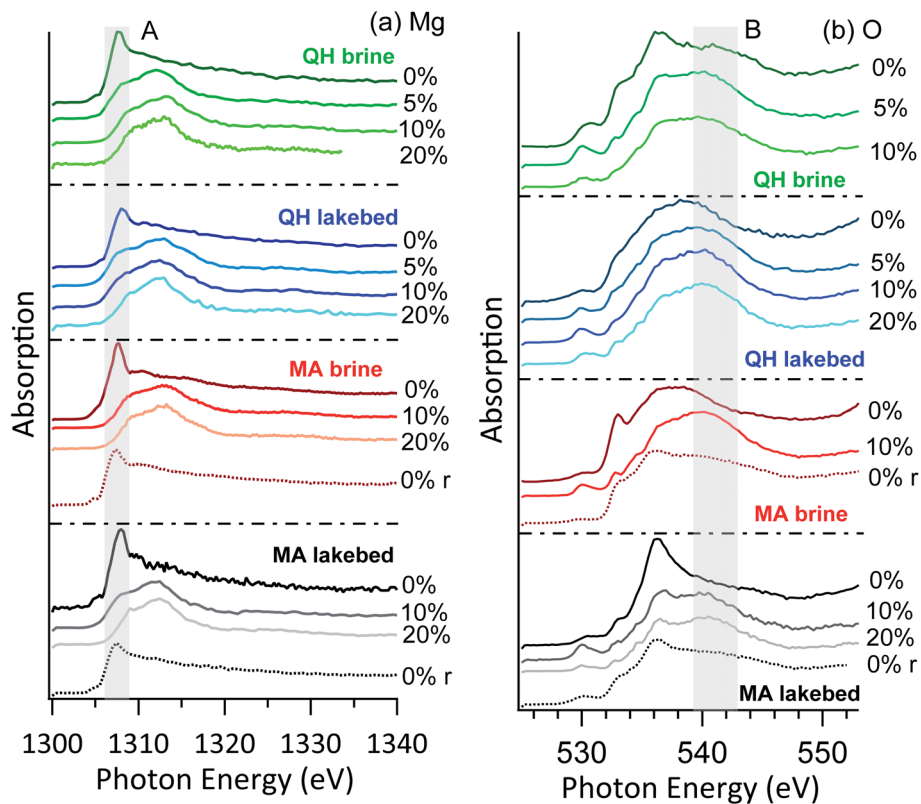 A
(a) Mg
QH brine
0%
5%
10%
20%
QH lakebed
0%
5%
10%
20%
MA brine
0%
10%
20%
0% r
MA lakebed
0%
10%
20%
0% r
Absorption
1300 1310 1320 1330 1340
Photon Energy (eV)
B
(b) O
0%
5%
10%
QH brine
0%
5%
10%
20%
QH lakebed
0%
10%
0% r
MA brine
0%
10%
20%
0% r
MA lakebed
Absorption
530 540 550
Photon Energy (eV)